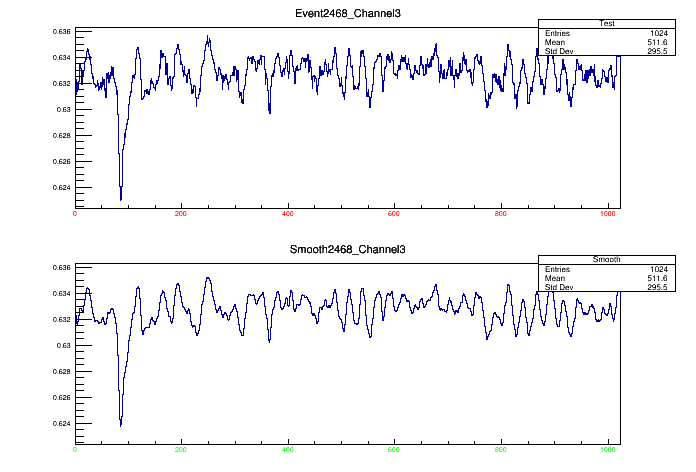 Event2468_Channel3
Test
Entries 1024
Mean 511.6
Std Dev 295.5
0.636
0.634
0.632
0.63
0.628
0.626
0.624
0 200 400 600 800 1000
Smooth2468_Channel3
Smooth
Entries 1024
Mean 511.6
Std Dev 295.5
0.636
0.634
0.632
0.63
0.628
0.626
0.624
0 200 400 600 800 1000